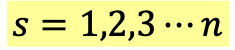 s = 1,2,3 ⋯ n